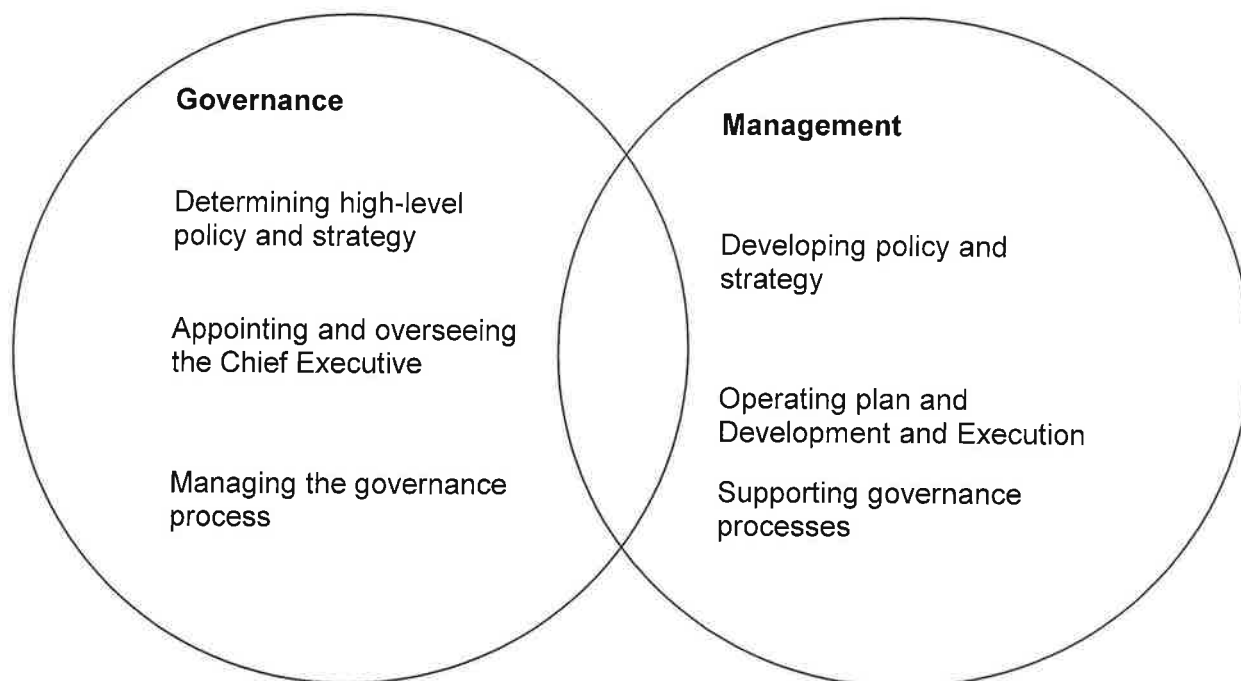 Governance
Determining high-level
policy and strategy
Appointing and overseeing
the Chief Executive
Managing the governance
process
Management
Developing policy and
strategy
Operating plan and
Development and Execution
Supporting governance
processes